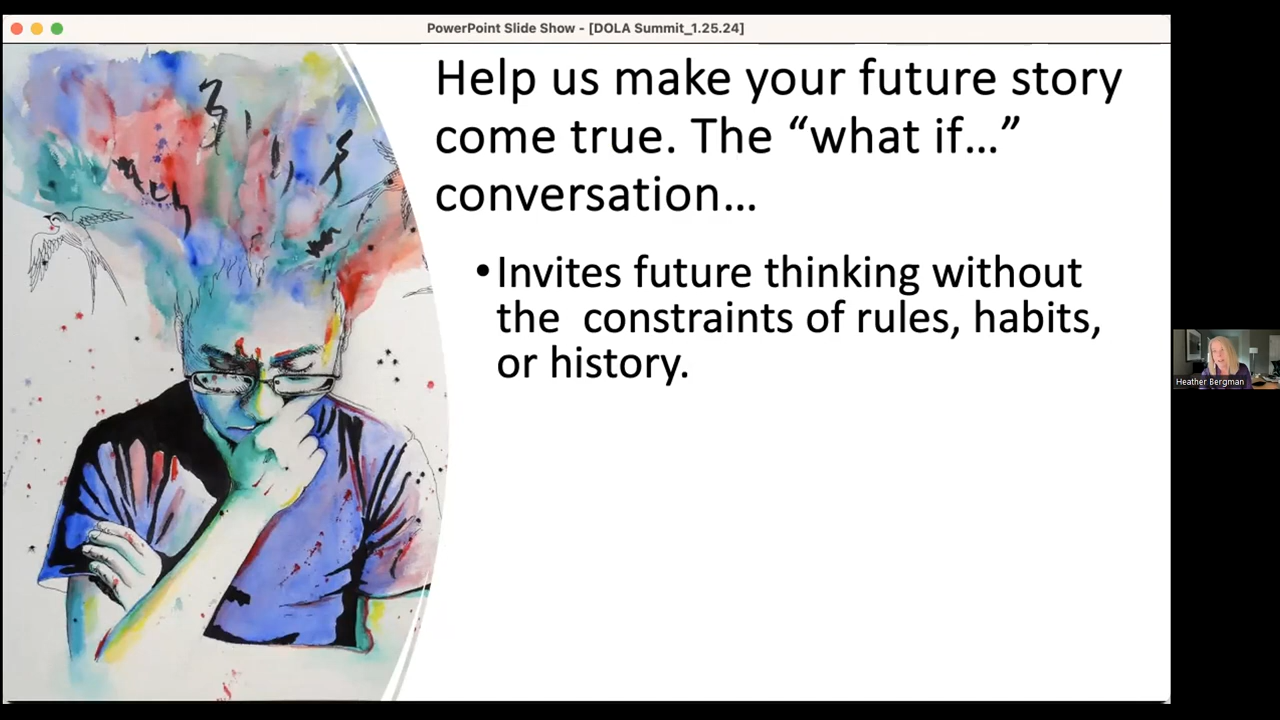 PowerPoint Slide Show - [DOLA Summit_1.25.24]
Help us make your future story
come true. The “what if…”
conversation…
•Invites future thinking without
the  constraints of rules, habits,
or history.
Heather Bergman